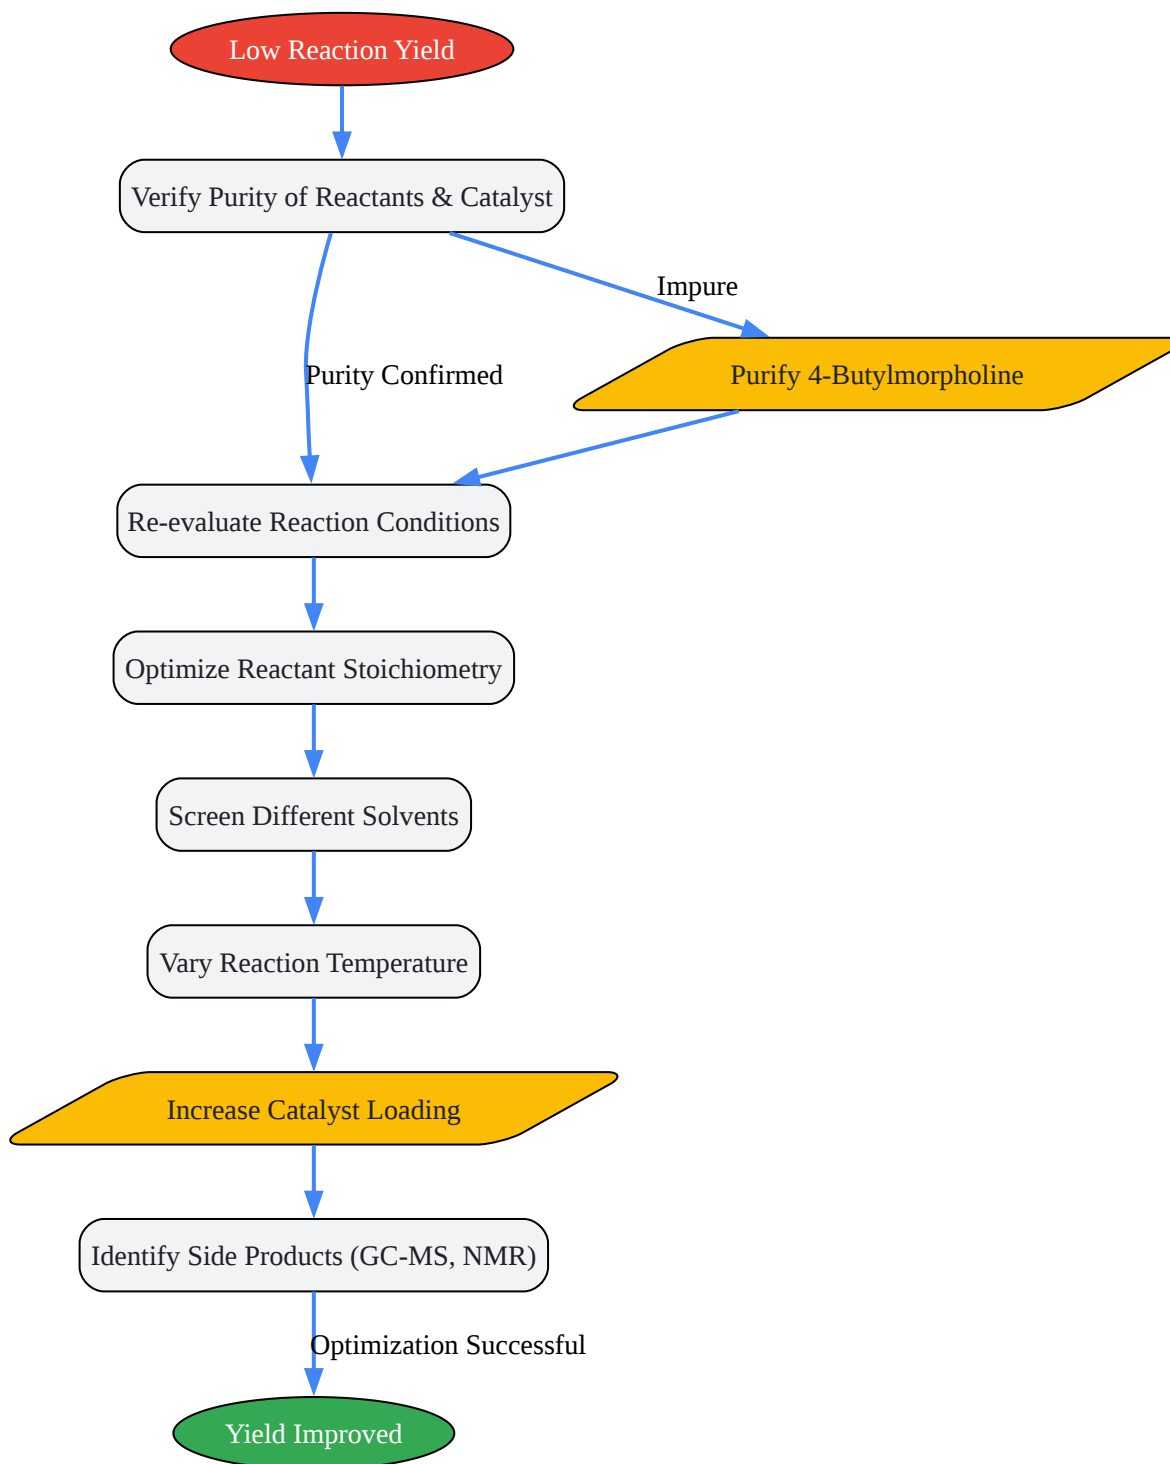 Low Reaction Yield
Verify Purity of Reactants & Catalyst
Impure
Purity Confirmed
Purify 4-Butylmorpholine
Re-evaluate Reaction Conditions
Optimize Reactant Stoichiometry
Screen Different Solvents
Vary Reaction Temperature
Increase Catalyst Loading
Identify Side Products (GC-MS, NMR)
Optimization Successful
Yield Improved